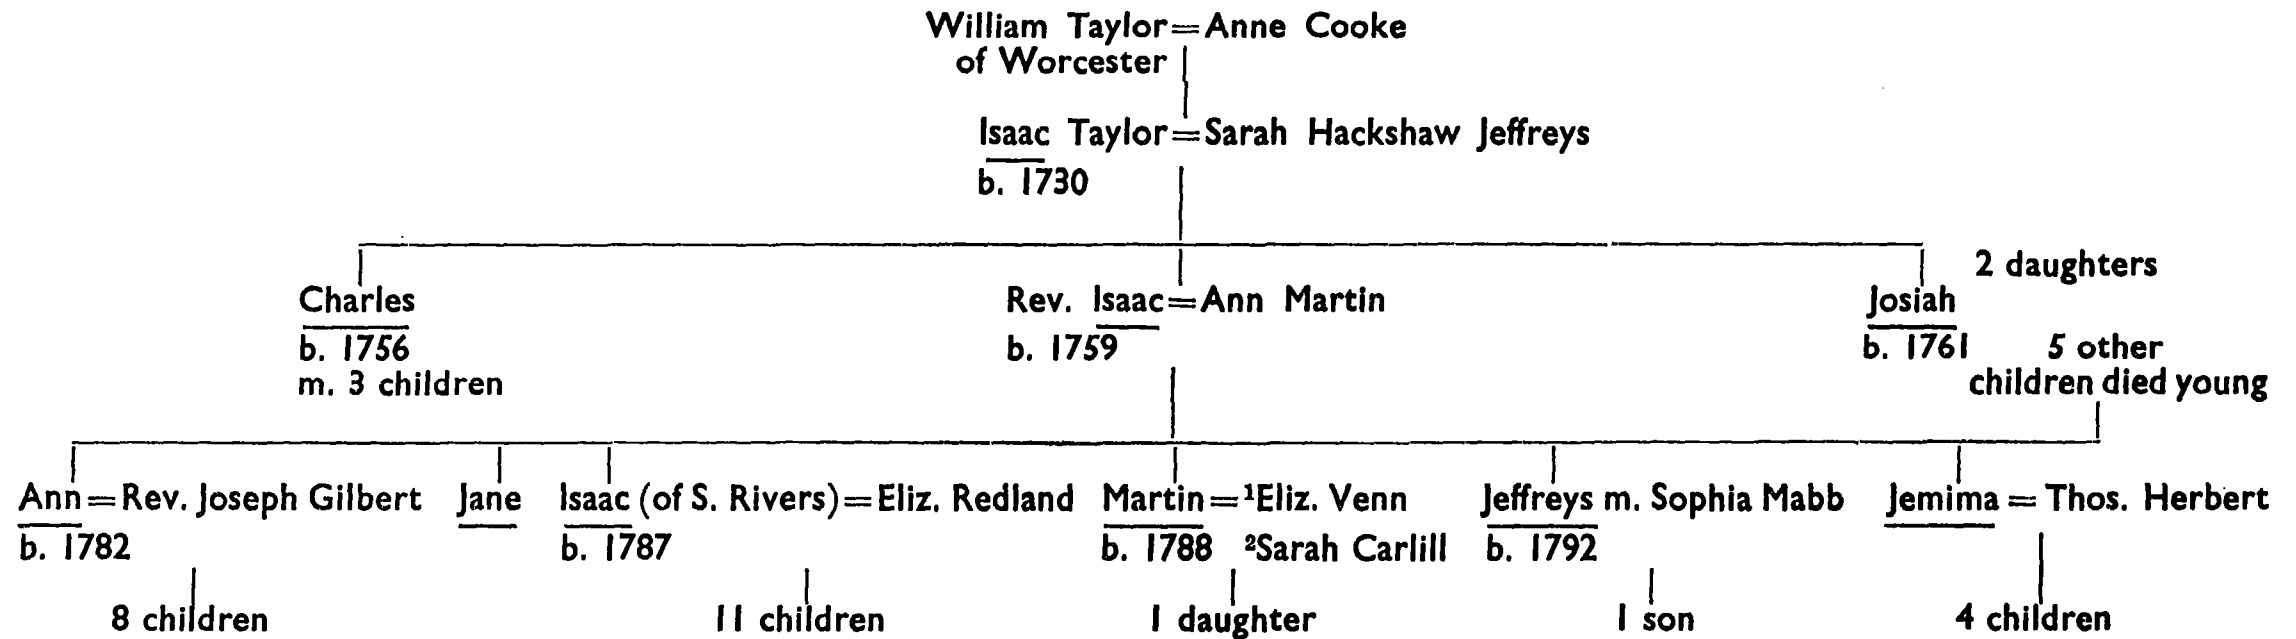 William Taylor=Anne Cooke
of Worcester
Isaac Taylor=Sarah Hackshaw Jeffreys
b. 1730
2 daughters
Charles
b. 1756
m. 3 children
Rev. Isaac=Ann Martin
b. 1759
Josiah
b. 1761
5 other
children died young
Ann=Rev. Joseph Gilbert
b. 1782
Jane
Isaac (of S. Rivers)=Eliz. Redland
b. 1787
Martin=¹Eliz. Venn
b. 1788 ²Sarah Carlill
Jeffreys m. Sophia Mabb
b. 1792
Jemima=Thos. Herbert
8 children
11 children
1 daughter
1 son
4 children